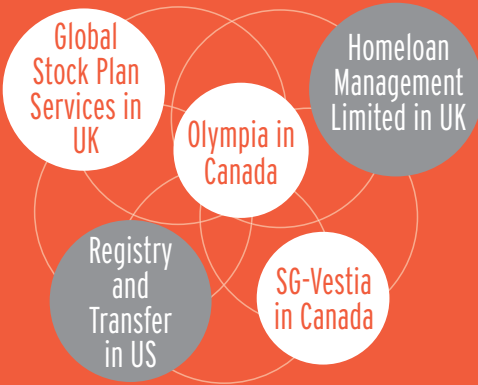 Global
Stock Plan
Services in
UK
Homeloan
Management
Limited in UK
Olympia in
Canada
Registry
and
Transfer
in US
SG-Vestia
in Canada